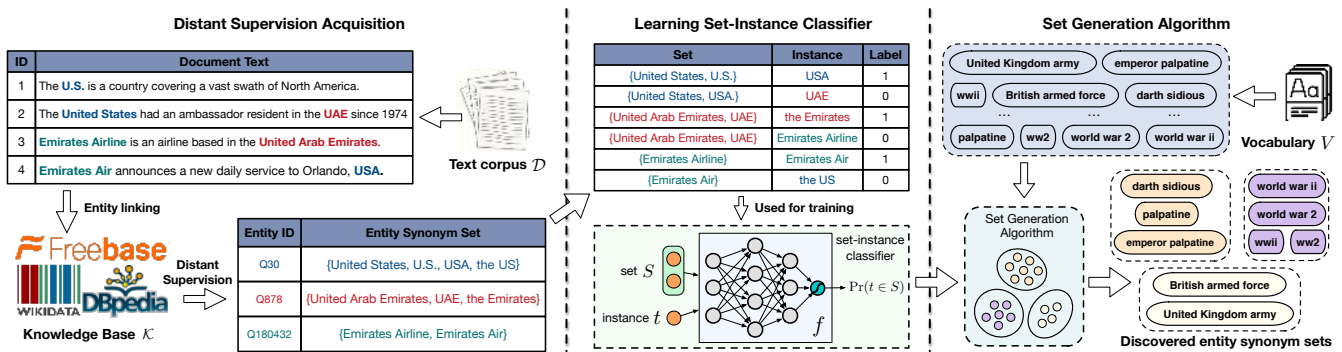 Distant Supervision Acquisition
ID Document Text
1 The U.S. is a country covering a vast swath of North America.
2 The United States had an ambassador resident in the UAE since 1974
3 Emirates Airline is an airline based in the United Arab Emirates.
4 Emirates Air announces a new daily service to Orlando, USA.
Text corpus 𝒟
Entity linking
Freebase
WIKIDATA
DBpedia
Knowledge Base 𝒦
Distant
Supervision
Entity ID Entity Synonym Set
Q30 {United States, U.S., USA, the US}
Q878 {United Arab Emirates, UAE, the Emirates}
Q180432 {Emirates Airline, Emirates Air}
Learning Set-Instance Classifier
Set Instance Label
{United States, U.S.} USA 1
{United States, USA.} UAE 0
{United Arab Emirates, UAE} the Emirates 1
{United Arab Emirates, UAE} Emirates Airline 0
{Emirates Airline} Emirates Air 1
{Emirates Air} the US 0
Used for training
set S
instance t
f
set-instance
classifier
Pr(t ∈ S)
Set Generation Algorithm
United Kingdom army emperor palpatine
wwii British armed force darth sidious
... ...
palpatine ww2 world war 2 world war ii
Aa
Vocabulary V
Set Generation
Algorithm
darth sidious
palpatine
emperor palpatine
world war ii
world war 2
wwii ww2
British armed force
United Kingdom army
Discovered entity synonym sets